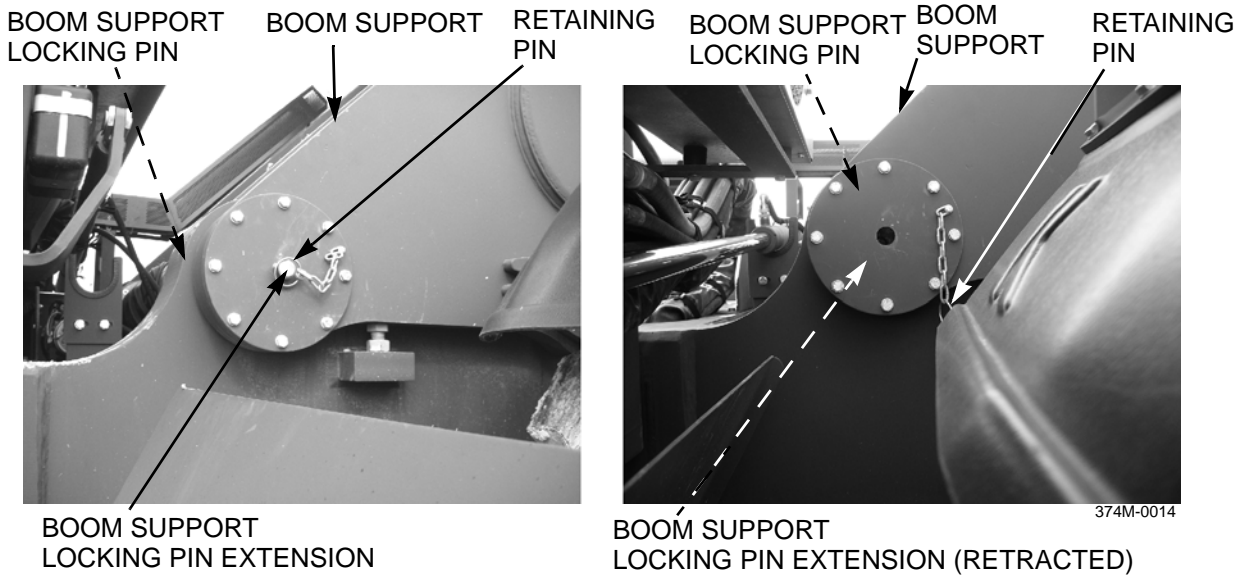 BOOM SUPPORT
LOCKING PIN
BOOM SUPPORT
RETAINING
PIN
BOOM SUPPORT
LOCKING PIN EXTENSION
BOOM SUPPORT
LOCKING PIN
BOOM
SUPPORT
RETAINING
PIN
374M-0014
BOOM SUPPORT
LOCKING PIN EXTENSION (RETRACTED)